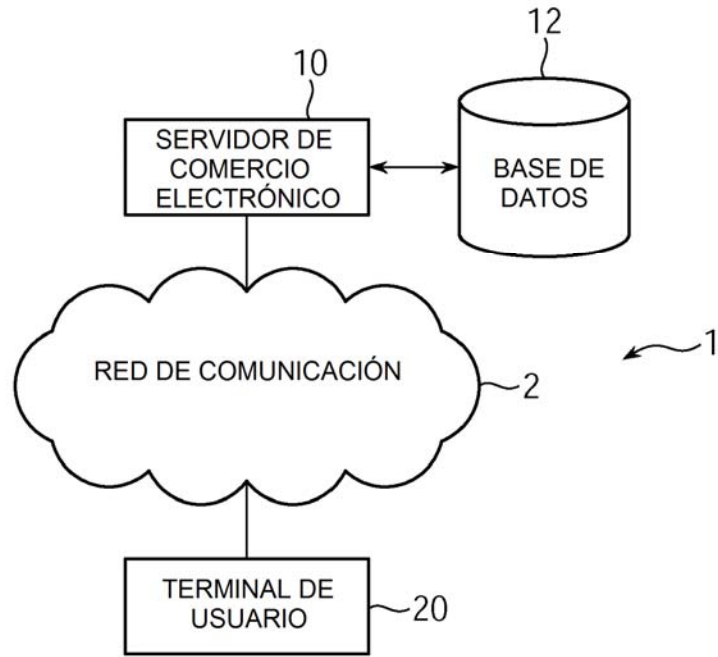 12
10
SERVIDOR DE
COMERCIO
ELECTRÓNICO
BASE DE
DATOS
1
RED DE COMUNICACIÓN
2
TERMINAL DE
USUARIO
20